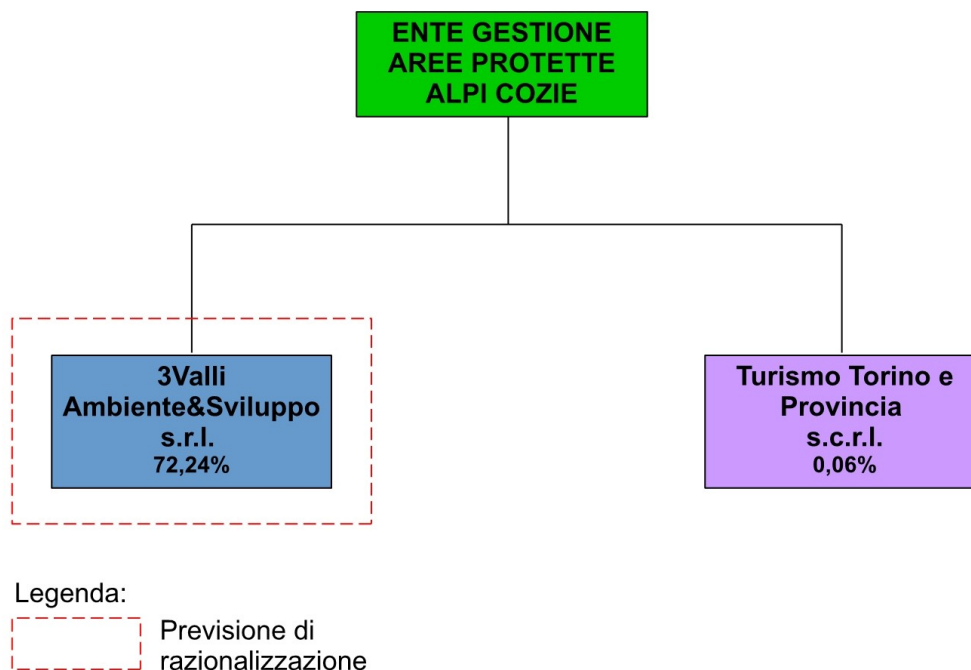 ENTE GESTIONE
AREE PROTETTE
ALPI COZIE
3Valli
Ambiente&Sviluppo
s.r.l.
72,24%
Turismo Torino e
Provincia
s.c.r.l.
0,06%
Legenda:
Previsione di
razionalizzazione